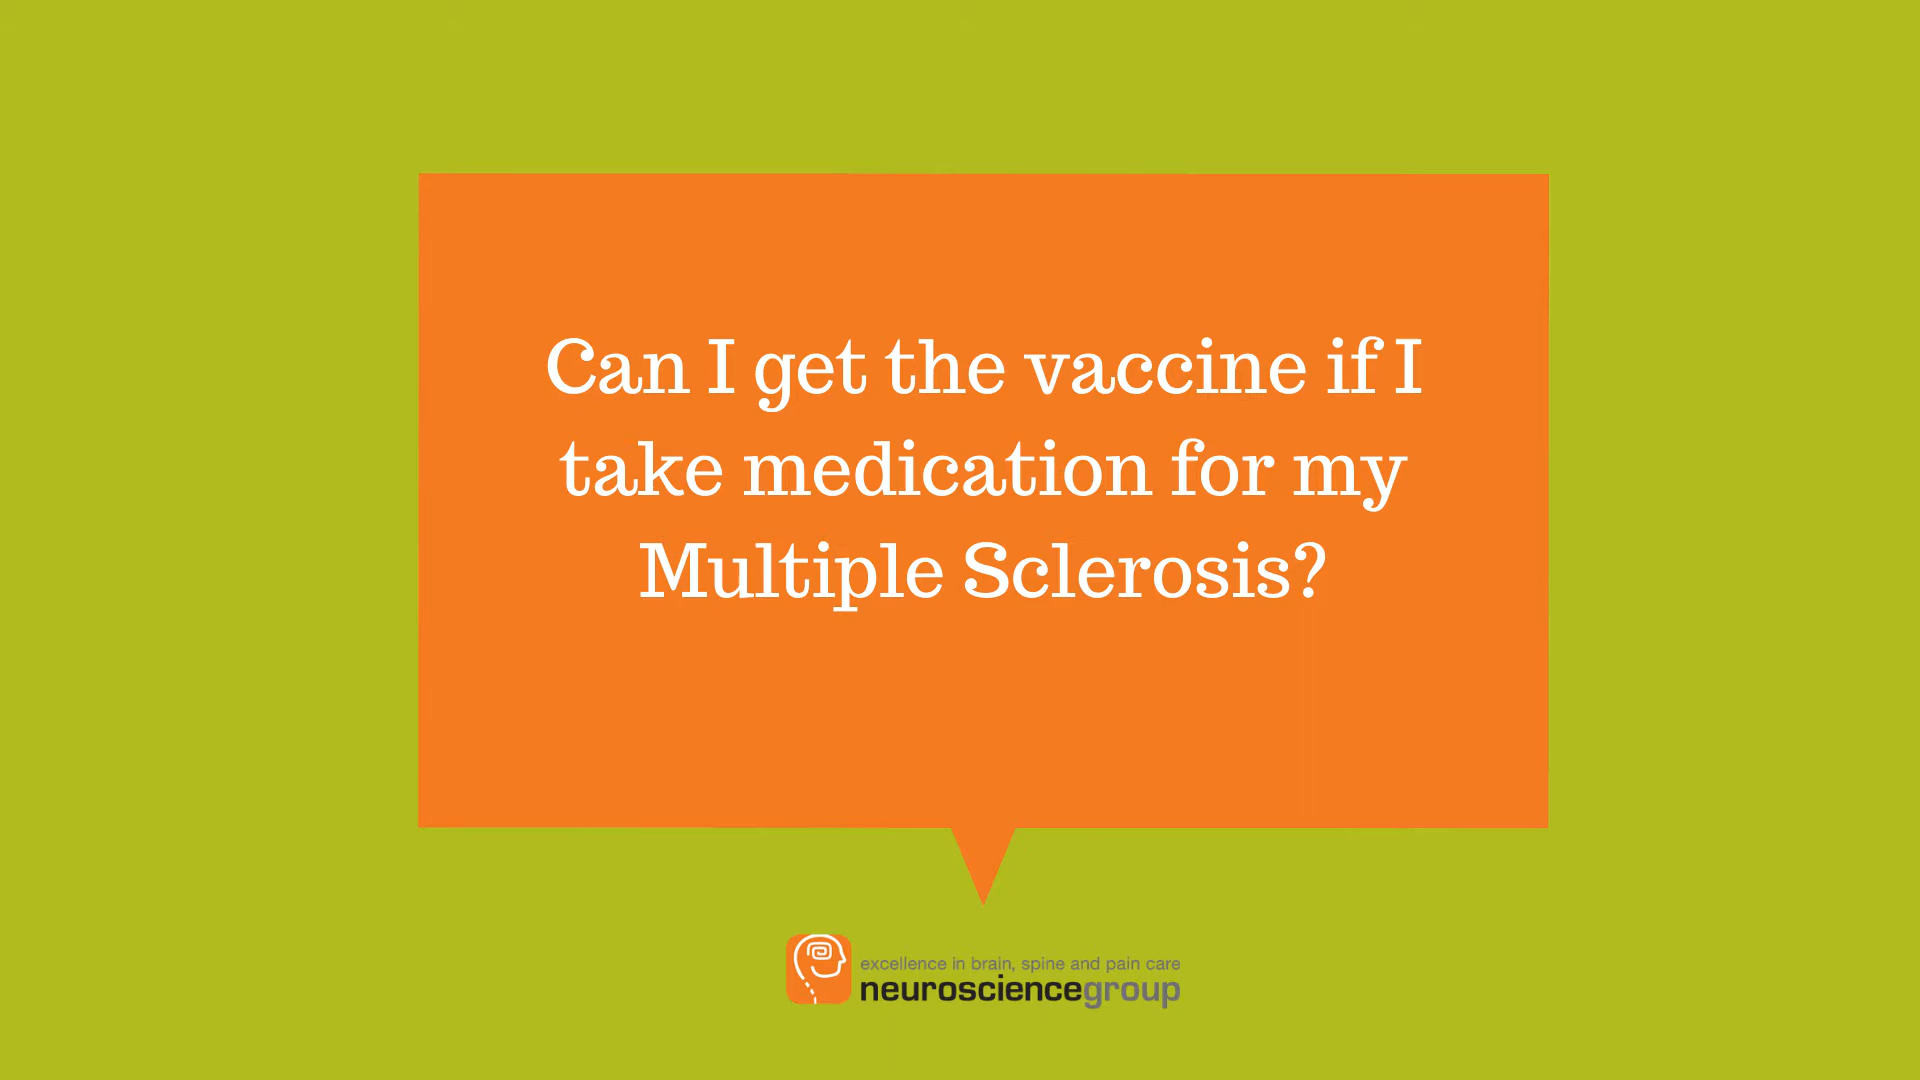 Can I get the vaccine if I
take medication for my
Multiple Sclerosis?
excellence in brain, spine and pain care
neurosciencegroup